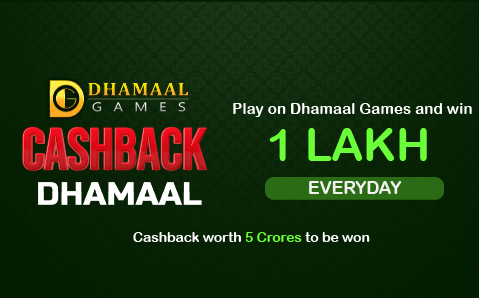 DG
DHAMAAL
GAMES
CASHBACK
DHAMAAL
Play on Dhamaal Games and win
1 LAKH
EVERYDAY
Cashback worth 5 Crores to be won